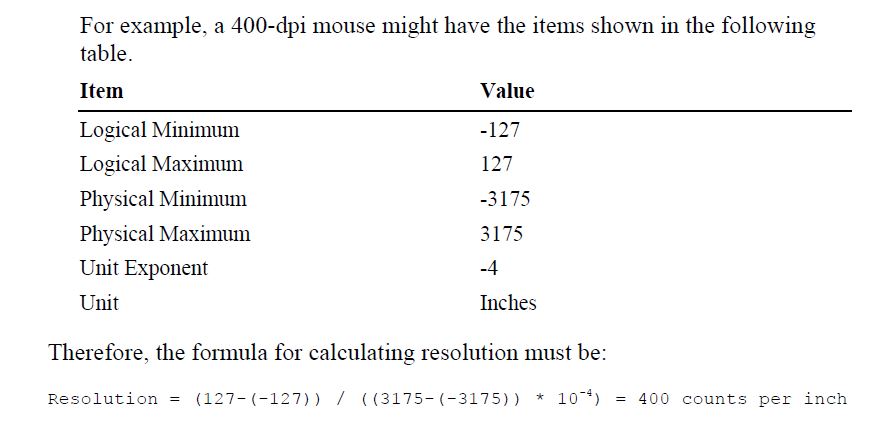 For example, a 400-dpi mouse might have the items shown in the following
table.
Item Value
Logical Minimum -127
Logical Maximum 127
Physical Minimum -3175
Physical Maximum 3175
Unit Exponent -4
Unit Inches
Therefore, the formula for calculating resolution must be:
Resolution = (127-(-127)) / ((3175-(-3175)) * 10⁻⁴) = 400 counts per inch